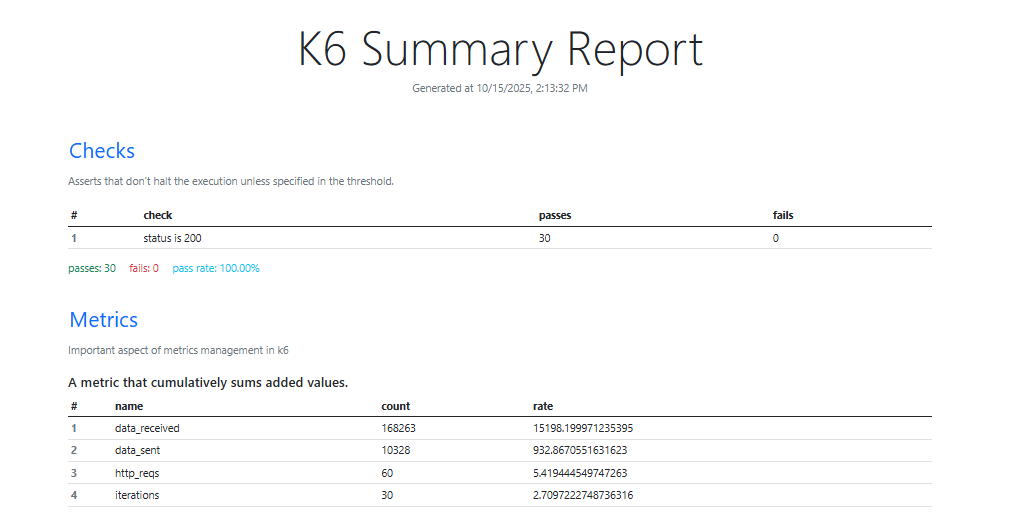 K6 Summary Report
Generated at 10/15/2025, 2:13:32 PM
Checks
Asserts that don't halt the execution unless specified in the threshold.
# check passes fails
1 status is 200 30 0
passes: 30 fails: 0 pass rate: 100.00%
Metrics
Important aspect of metrics management in k6
A metric that cumulatively sums added values.
# name count rate
1 data_received 168263 15198.199971235395
2 data_sent 10328 932.8670551631623
3 http_reqs 60 5.419444549747263
4 iterations 30 2.7097222748736316